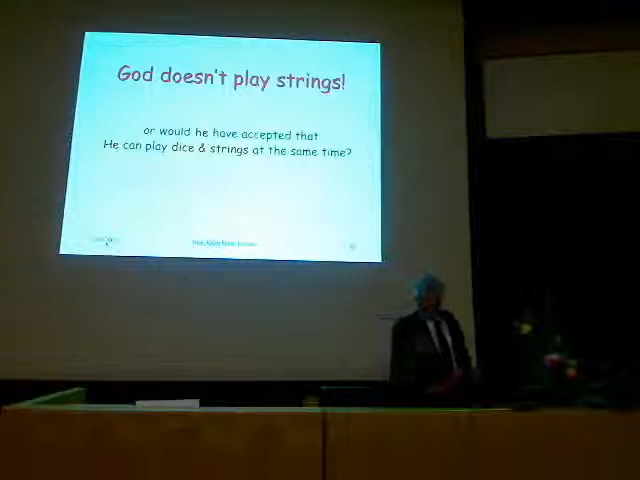 God doesn't play strings!
or would he have accepted that
He can play dice & strings at the same time?